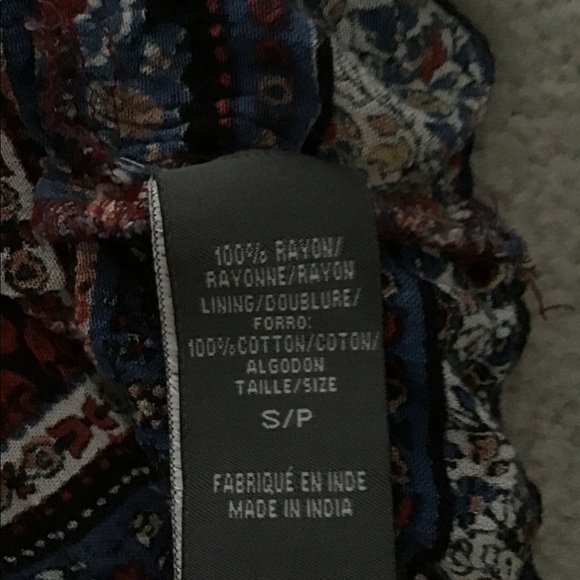 100% RAYON/
RAYONNE/RAYON
LINING/DOUBLURE/
FORRO:
100%COTTON/COTON/
ALGODON
TAILLE/SIZE
S/P
FABRIQUÉ EN INDE
MADE IN INDIA